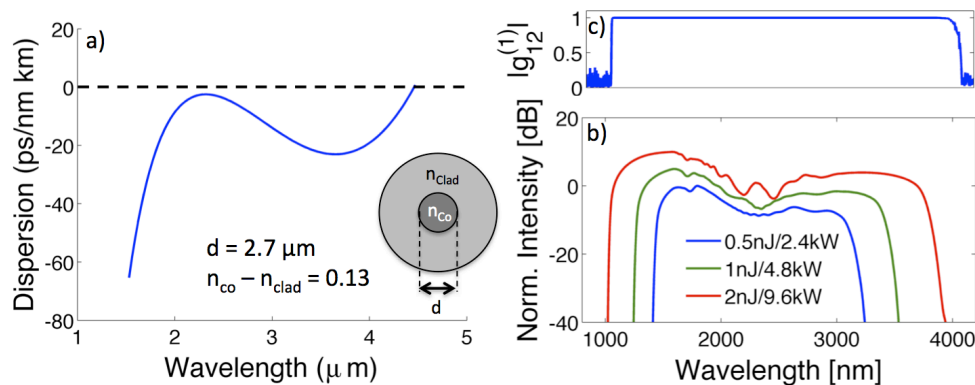 a)
Dispersion (ps/nm km)
20
0
-20
-40
-60
-80
1
2
3
4
5
Wavelength (μ m)
d = 2.7 μm
n_co – n_clad = 0.13
n_Clad
n_Co
d
c)
|g_12^(1)|
1
0.5
0
b)
Norm. Intensity [dB]
20
0
-20
-40
0.5nJ/2.4kW
1nJ/4.8kW
2nJ/9.6kW
1000
2000
3000
4000
Wavelength [nm]